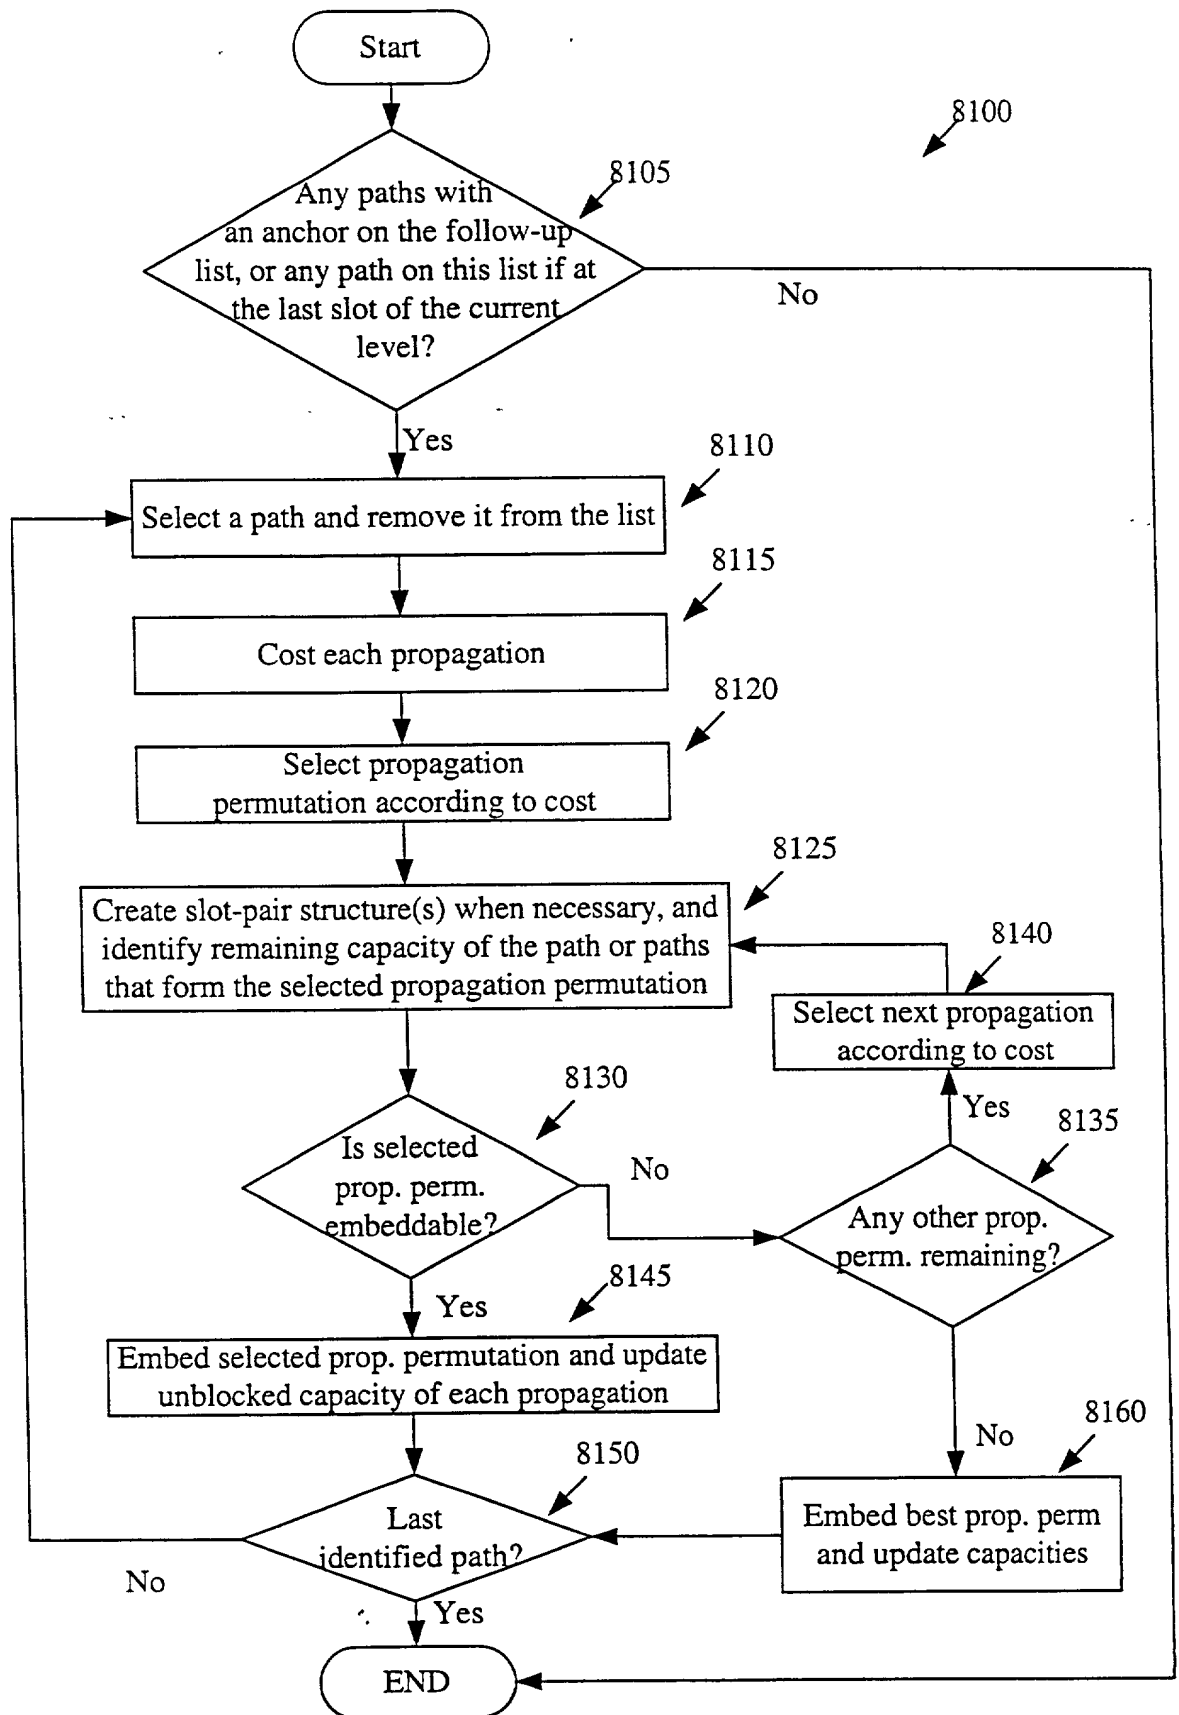 Start
8100
8105
Any paths with
an anchor on the follow-up
list, or any path on this list if at
the last slot of the current
level?
No
Yes
8110
Select a path and remove it from the list
8115
Cost each propagation
8120
Select propagation
permutation according to cost
8125
Create slot-pair structure(s) when necessary, and
identify remaining capacity of the path or paths
that form the selected propagation permutation
8140
Select next propagation
according to cost
8130
Is selected
prop. perm.
embeddable?
No
Yes
8135
Any other prop.
perm. remaining?
8145
Yes
Embed selected prop. permutation and update
unblocked capacity of each propagation
No
8160
Embed best prop. perm
and update capacities
8150
Last
identified path?
No
Yes
END